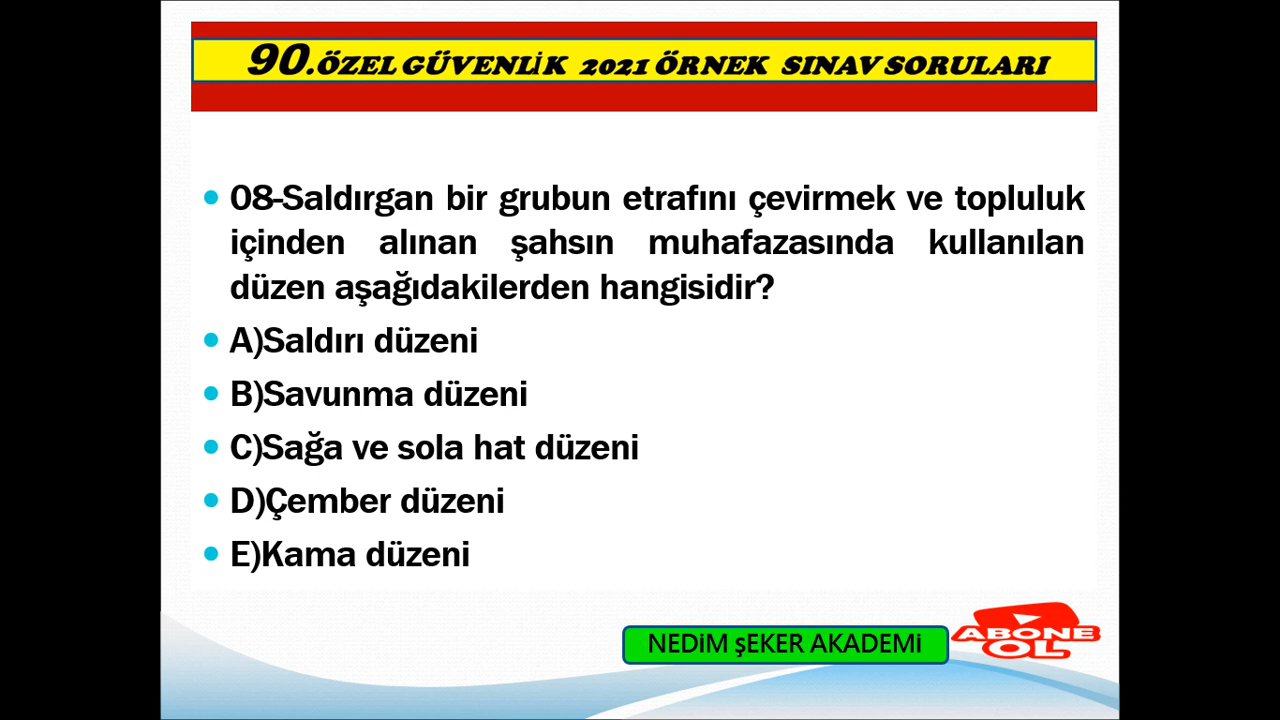 90.ÖZEL GÜVENLİK 2021 ÖRNEK SINAV SORULARI
08-Saldırgan bir grubun etrafını çevirmek ve topluluk
içinden alınan şahsın muhafazasında kullanılan
düzen aşağıdakilerden hangisidir?
A)Saldırı düzeni
B)Savunma düzeni
C)Sağa ve sola hat düzeni
D)Çember düzeni
E)Kama düzeni
NEDiM şEKER AKADEMi
ABONE
OL